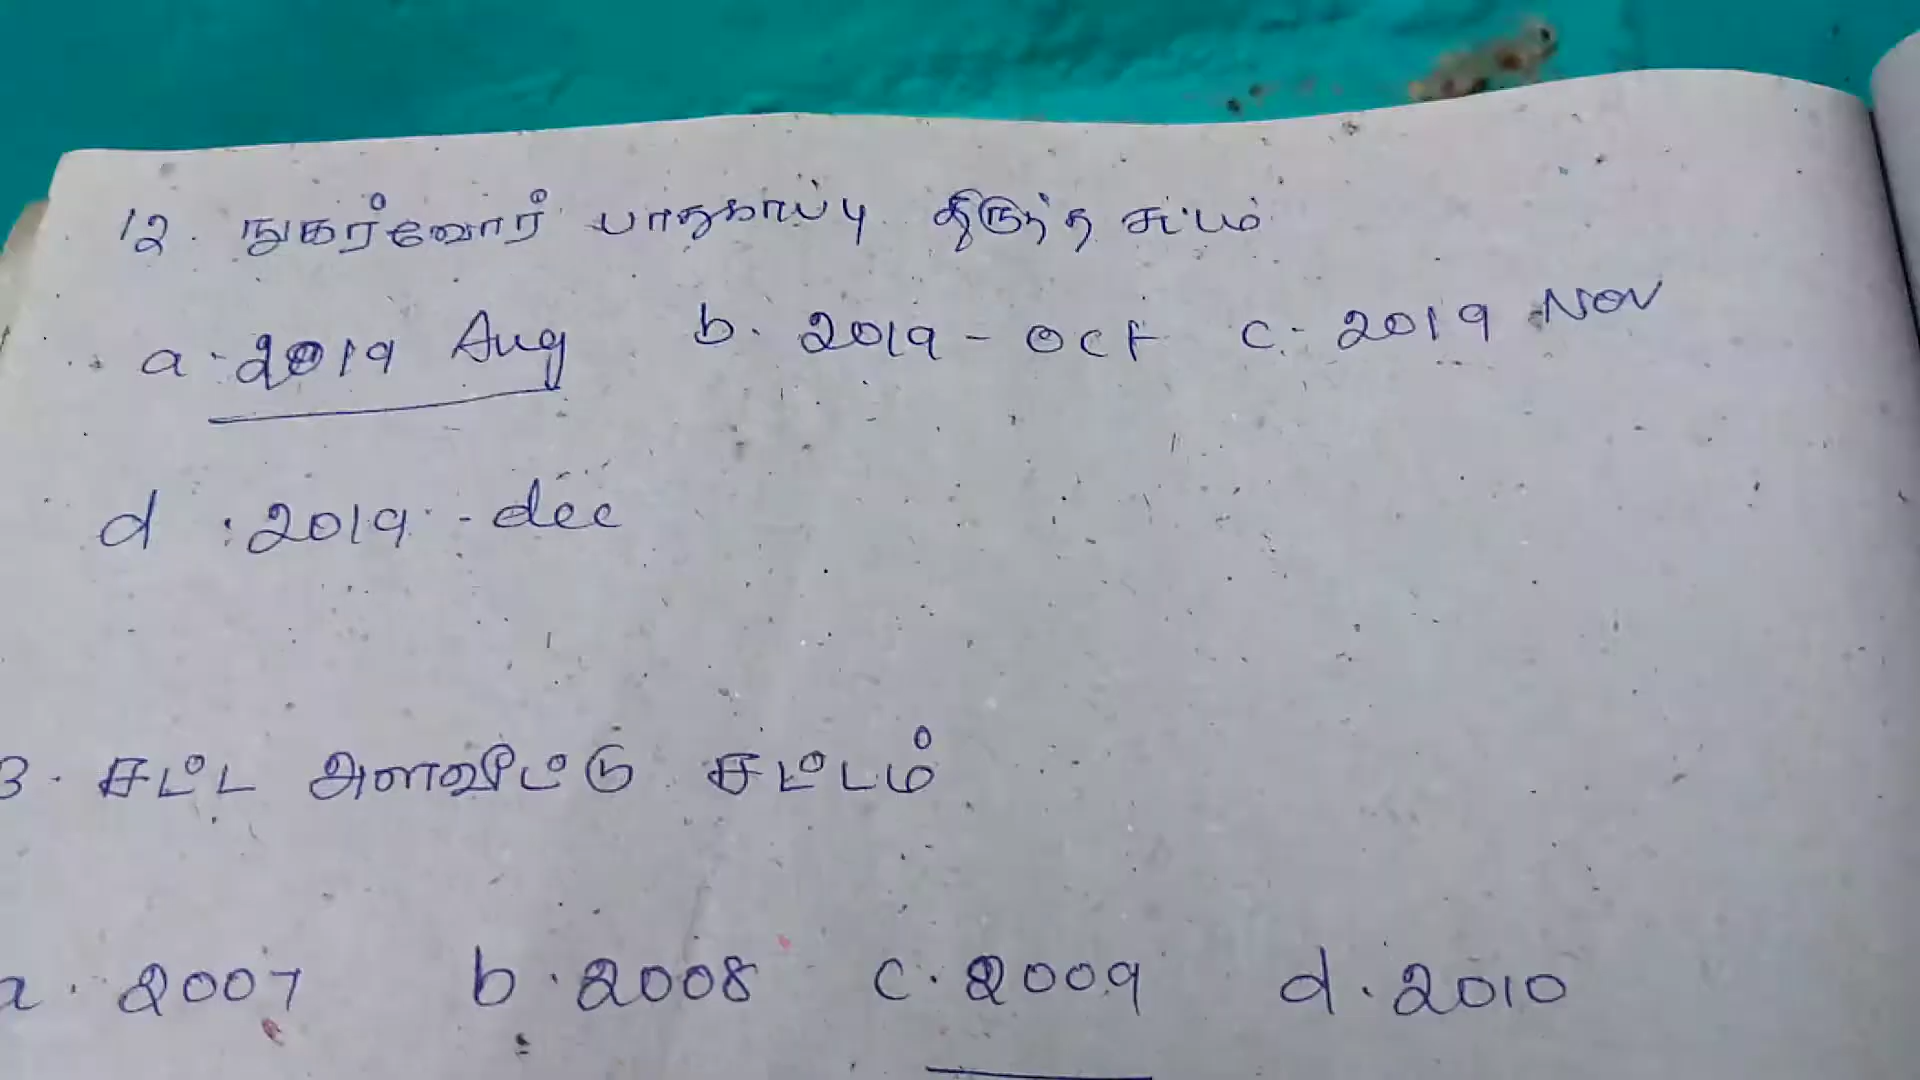 12. நுகர்வோர் பாதுகாப்பு திருந்த சட்டம்
a. 2019 Aug b. 2019 - oct c. 2019 Nov
d : 2019 - dec
3. சட்ட அளவீட்டு சட்டம்
a. 2007 b. 2008 c. 2009 d. 2010